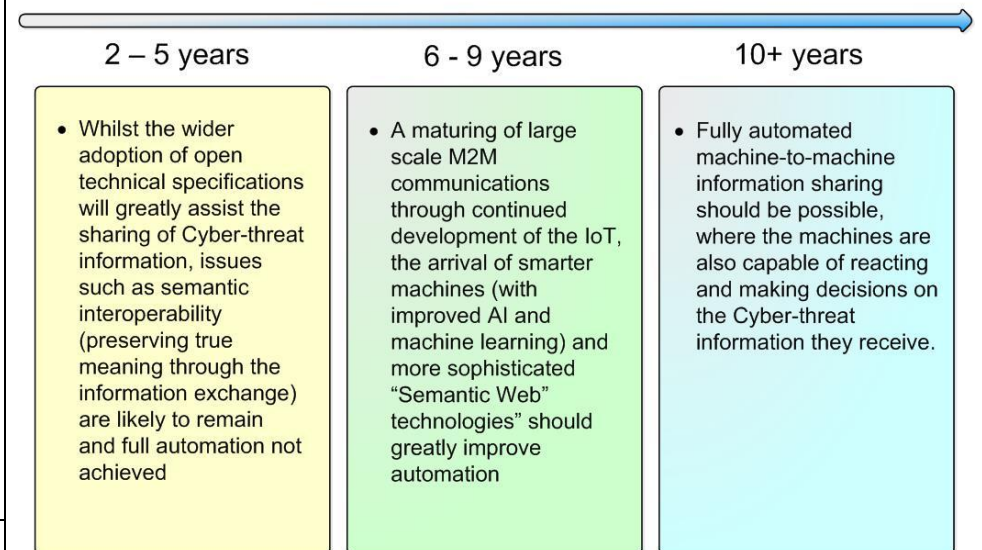 2 – 5 years
6 - 9 years
10+ years
• Whilst the wider
adoption of open
technical specifications
will greatly assist the
sharing of Cyber-threat
information, issues
such as semantic
interoperability
(preserving true
meaning through the
information exchange)
are likely to remain
and full automation not
achieved
• A maturing of large
scale M2M
communications
through continued
development of the IoT,
the arrival of smarter
machines (with
improved AI and
machine learning) and
more sophisticated
“Semantic Web”
technologies” should
greatly improve
automation
• Fully automated
machine-to-machine
information sharing
should be possible,
where the machines are
also capable of reacting
and making decisions on
the Cyber-threat
information they receive.